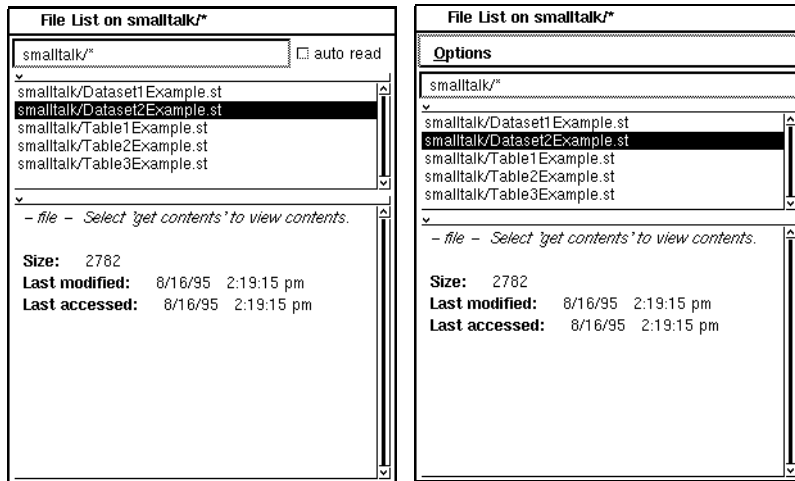 File List on smalltalk/*
smalltalk/*
auto read
smalltalk/Dataset1Example.st
smalltalk/Dataset2Example.st
smalltalk/Table1Example.st
smalltalk/Table2Example.st
smalltalk/Table3Example.st
– file – Select 'get contents' to view contents.
Size: 2782
Last modified: 8/16/95 2:19:15 pm
Last accessed: 8/16/95 2:19:15 pm
File List on smalltalk/*
Options
smalltalk/*
smalltalk/Dataset1Example.st
smalltalk/Dataset2Example.st
smalltalk/Table1Example.st
smalltalk/Table2Example.st
smalltalk/Table3Example.st
– file – Select 'get contents' to view contents.
Size: 2782
Last modified: 8/16/95 2:19:15 pm
Last accessed: 8/16/95 2:19:15 pm